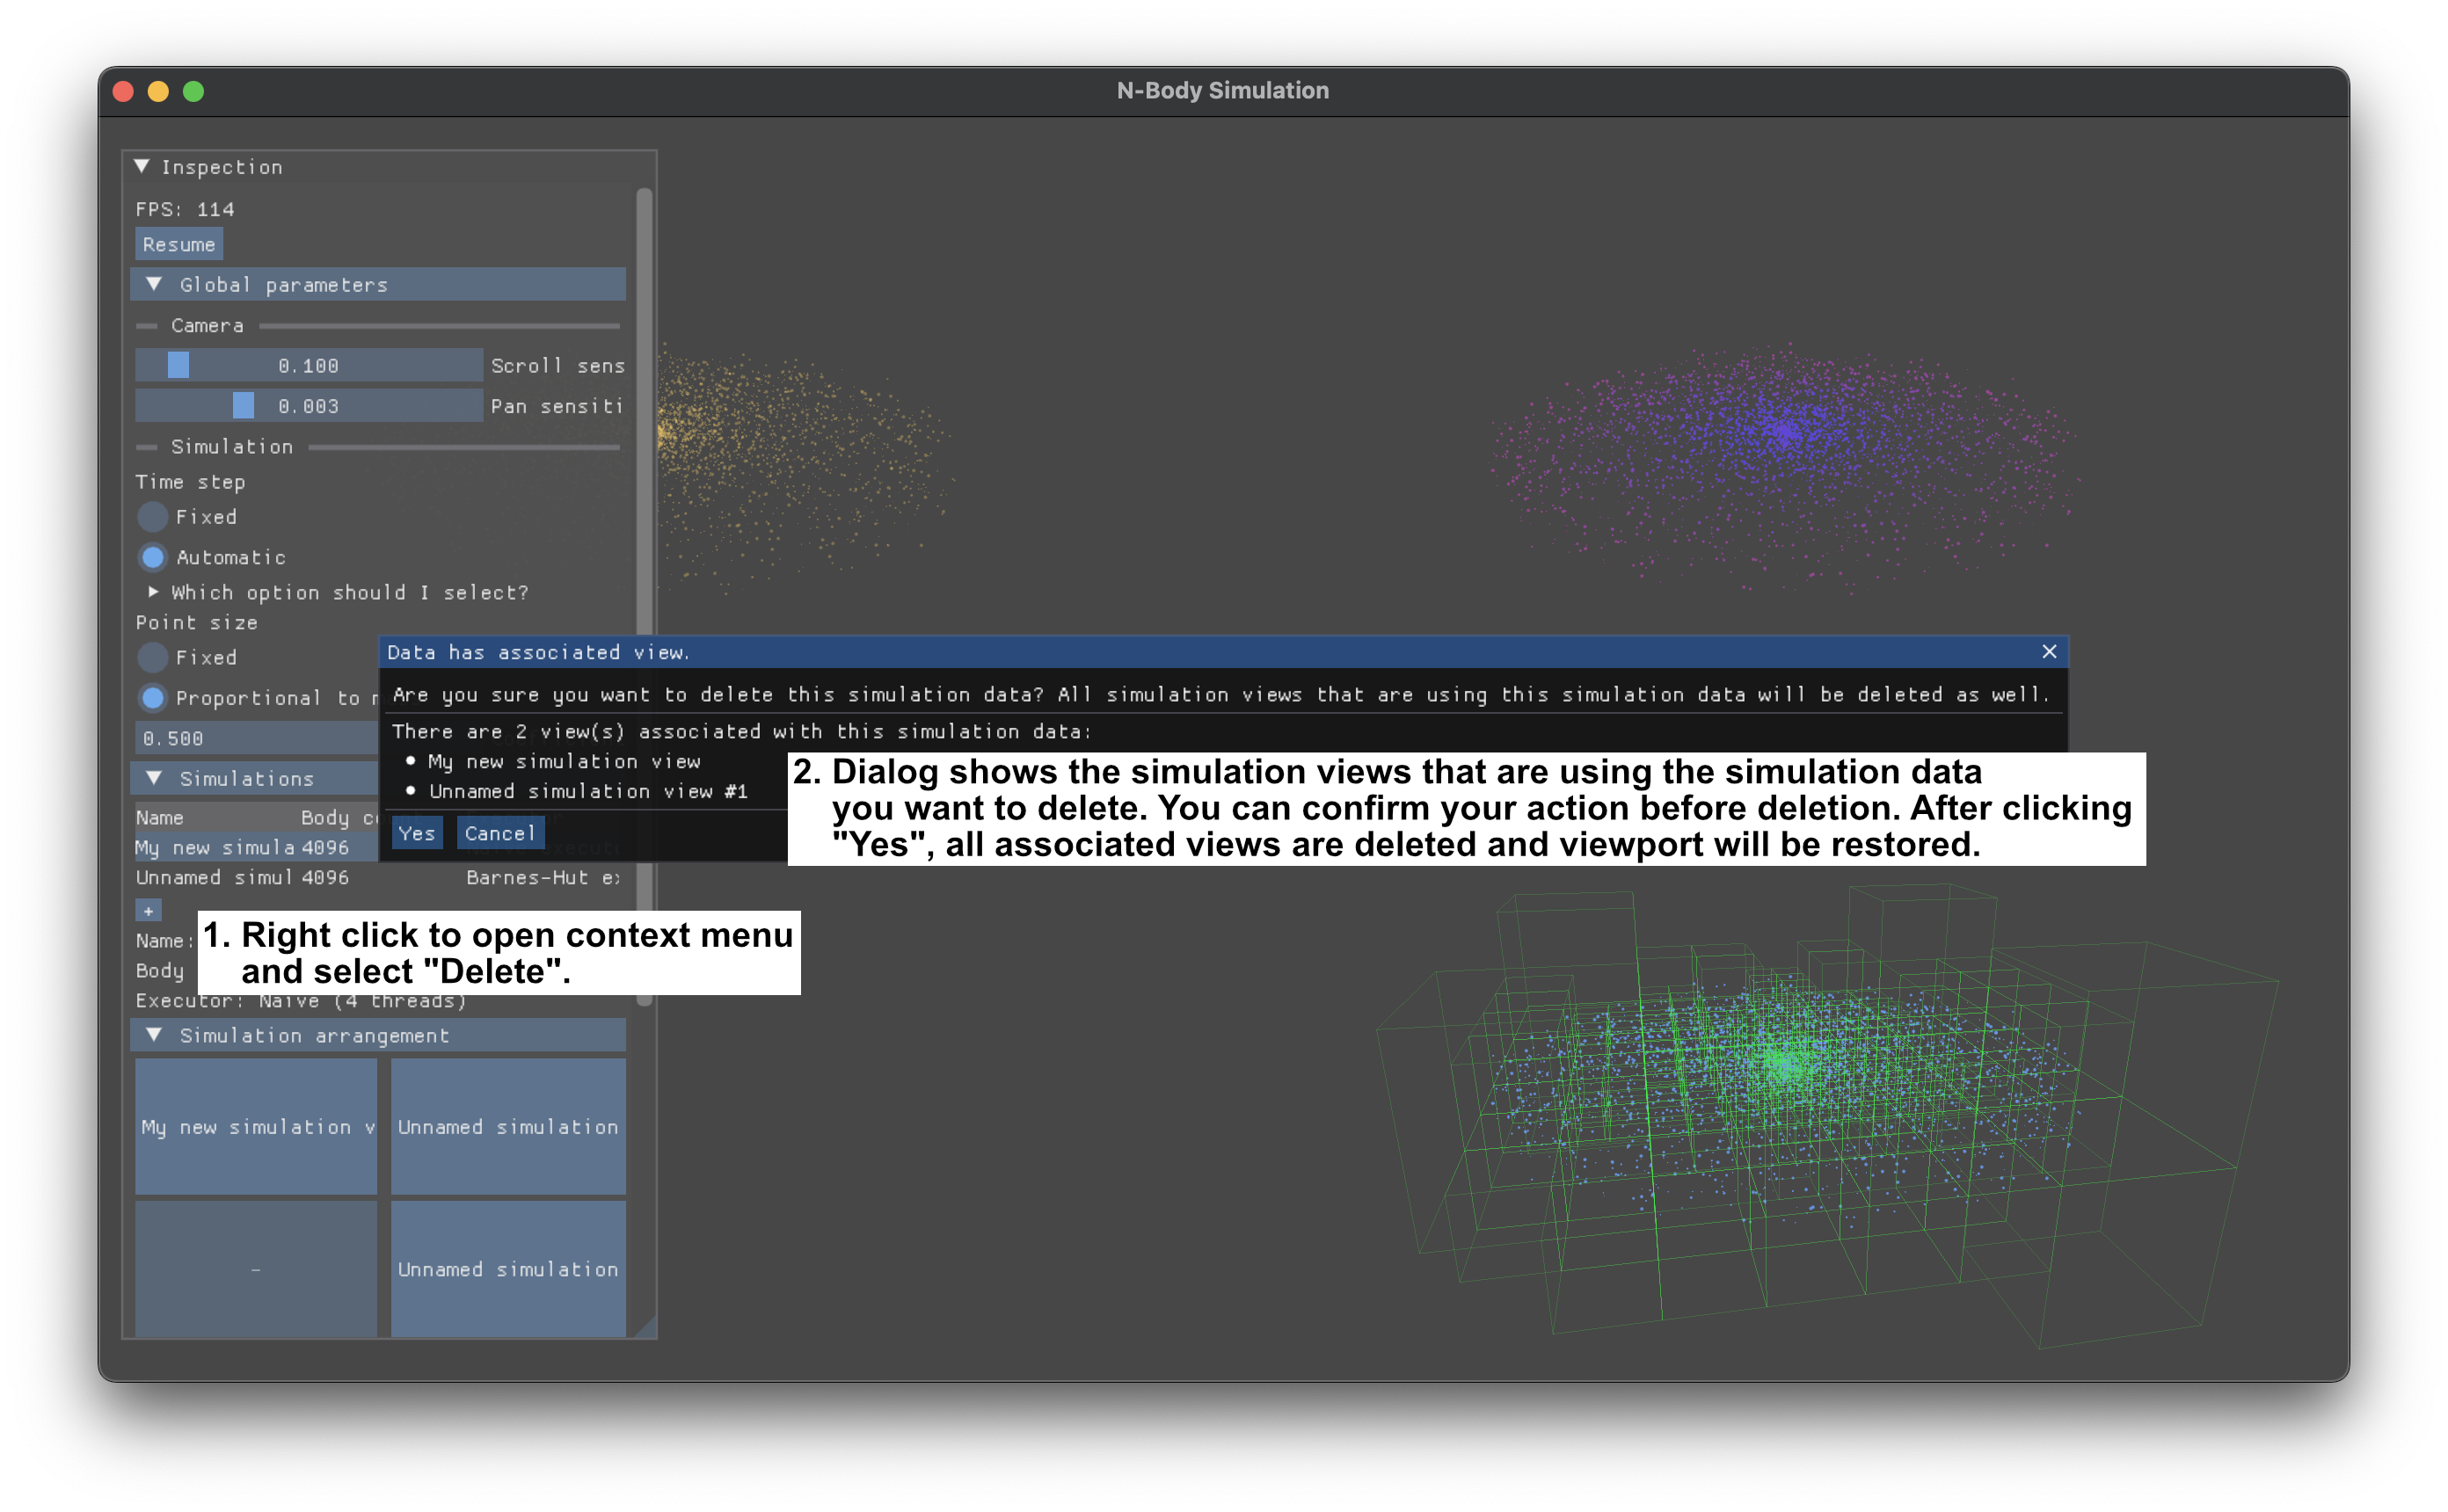 N-Body Simulation
Inspection
FPS: 114
Resume
Global parameters
Camera
0.100 Scroll sens
0.003 Pan sensiti
Simulation
Time step
Fixed
Automatic
Which option should I select?
Point size
Fixed
Proportional to
0.500
Simulations
Name Body
My new simula 4096
Unnamed simul 4096 Barnes-Hut e
+
Name:
Body
Executor: Naive (4 threads)
Simulation arrangement
My new simulation v Unnamed simulation
- Unnamed simulation
Data has associated view.
Are you sure you want to delete this simulation data? All simulation views that are using this simulation data will be deleted as well.
There are 2 view(s) associated with this simulation data:
My new simulation view
Unnamed simulation view #1
Yes Cancel
2. Dialog shows the simulation views that are using the simulation data
you want to delete. You can confirm your action before deletion. After clicking
"Yes", all associated views are deleted and viewport will be restored.
1. Right click to open context menu
and select "Delete".